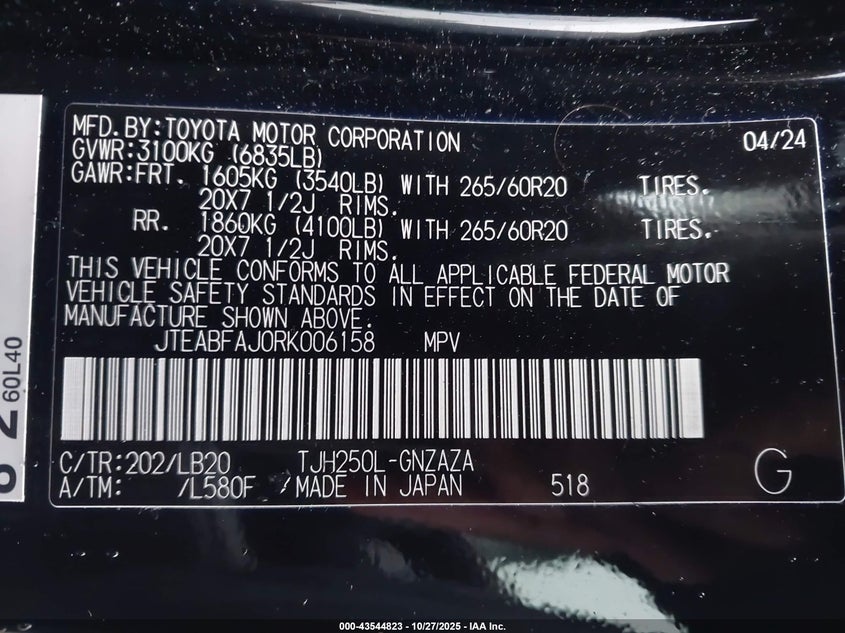 MFD.BY:TOYOTA MOTOR CORPORATION 04/24
GVWR:3100KG (6835LB)
GAWR:FRT. 1605KG (3540LB) WITH 265/60R20 TIRES.
20X7 1/2J RIMS.
RR. 1860KG (4100LB) WITH 265/60R20 TIRES.
20X7 1/2J RIMS.
THIS VEHICLE CONFORMS TO ALL APPLICABLE FEDERAL MOTOR
VEHICLE SAFETY STANDARDS IN EFFECT ON THE DATE OF
MANUFACTURE SHOWN ABOVE.
JTEABFAJ0RK006158 MPV
C/TR:202/LB20 TJH250L-GNZAZA
A/TM: /L580F MADE IN JAPAN 518 G
60L40
000-43544823 - 10/27/2025 - IAA Inc.